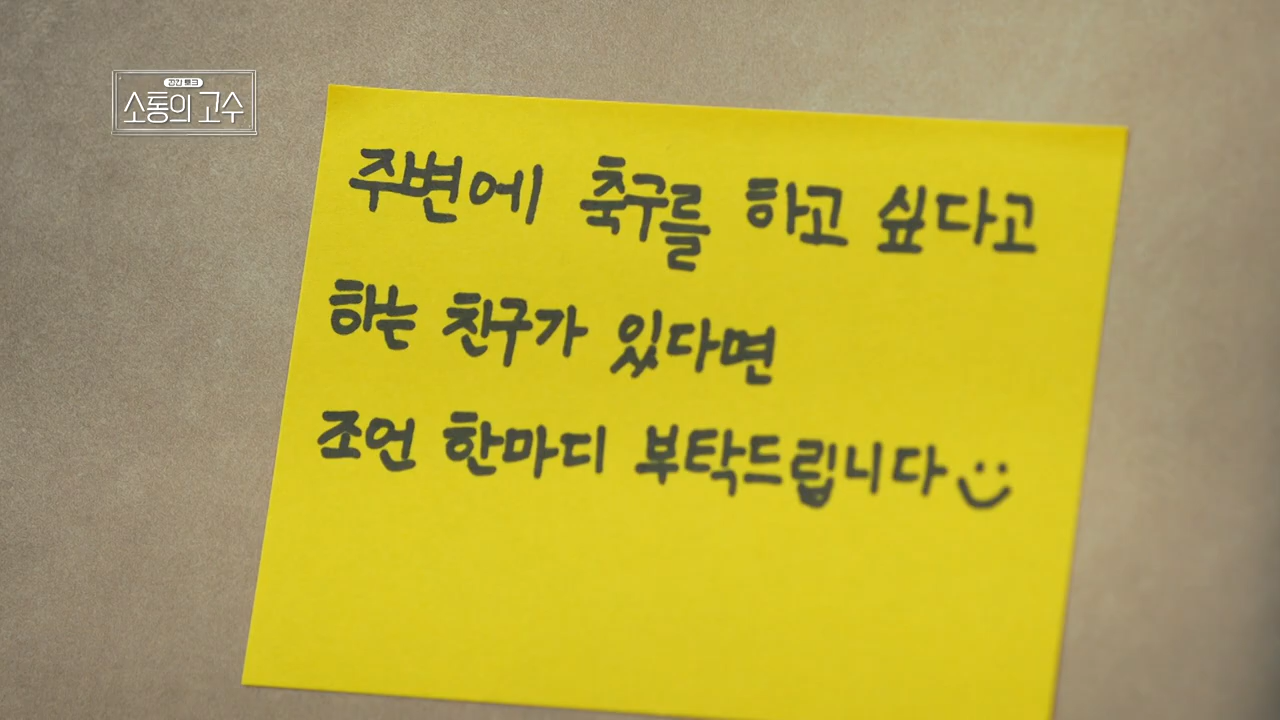 소통의 고수
주변에 축구를 하고 싶다고
하는 친구가 있다면
조언 한마디 부탁드립니다